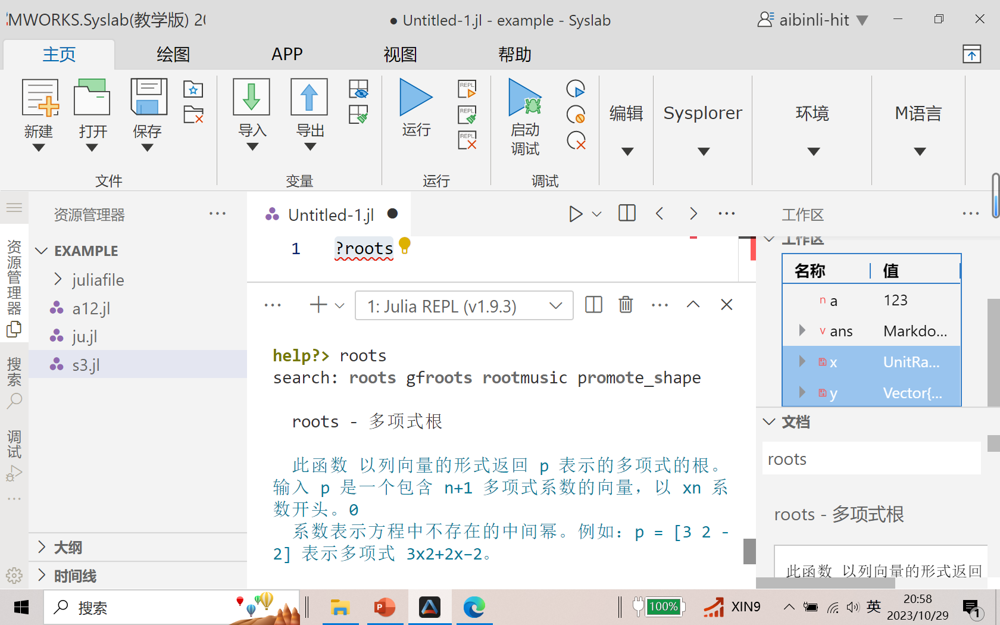 MWORKS.Syslab(教学版) 20
● Untitled-1.jl - example - Syslab
aibinli-hit
主页
绘图
APP
视图
帮助
新建
打开
保存
导入
导出
运行
启动
调试
REPL
REPL
REPL
编辑
Sysplorer
环境
M语言
文件
变量
运行
调试
资源管理器
搜索
调试
资源管理器
EXAMPLE
juliafile
a12.jl
ju.jl
s3.jl
大纲
时间线
Untitled-1.jl
1 ?roots
1: Julia REPL (v1.9.3)
help?> roots
search: roots gfroots rootmusic promote_shape
roots - 多项式根
此函数 以列向量的形式返回 p 表示的多项式的根。
输入 p 是一个包含 n+1 多项式系数的向量，以 xn 系
数开头。0
系数表示方程中不存在的中间幂。例如：p = [3 2 -
2] 表示多项式 3x2+2x−2。
工作区
工作区
名称 值
n a 123
v ans Markdo...
x UnitRa...
y Vector{...
文档
roots
roots - 多项式根
此函数 以列向量的形式返回
搜索
P
100%
XIN9
英
20:58
2023/10/29
1